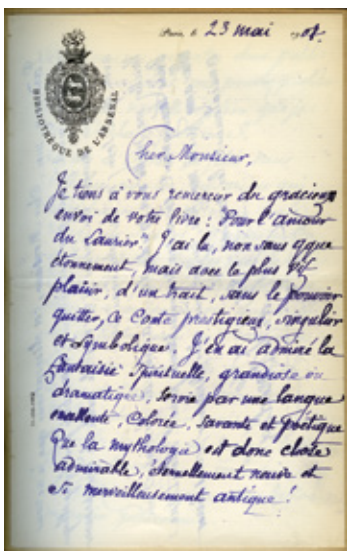 BIBLIOTHÈQUE DE L'ARSENAL
Paris, le 23 mai 1908.
Cher Monsieur,
Je tiens à vous remercier du gracieux
envoi de votre livre : "Pour l'amour
du Laurier". J'ai lu, non sans qque
étonnement, mais avec le plus vif
plaisir, d'un trait, sans le pouvoir
quitter, ce conte prestigieux, singulier
et symbolique. J'en ai admiré la
fantaisie spirituelle, grandiose ou
dramatique, servie par une langue
excellente, colorée, savante et poétique
Que la mythologie est donc chose
admirable, éternellement neuve et
si merveilleusement antique !